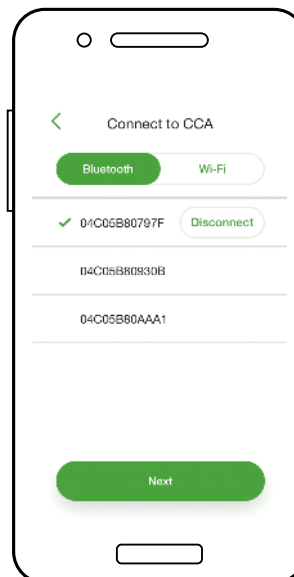 Connect to CCA
Bluetooth Wi-Fi
04C05B80797F Disconnect
04C05B80930B
04C05B80AAA1
Next